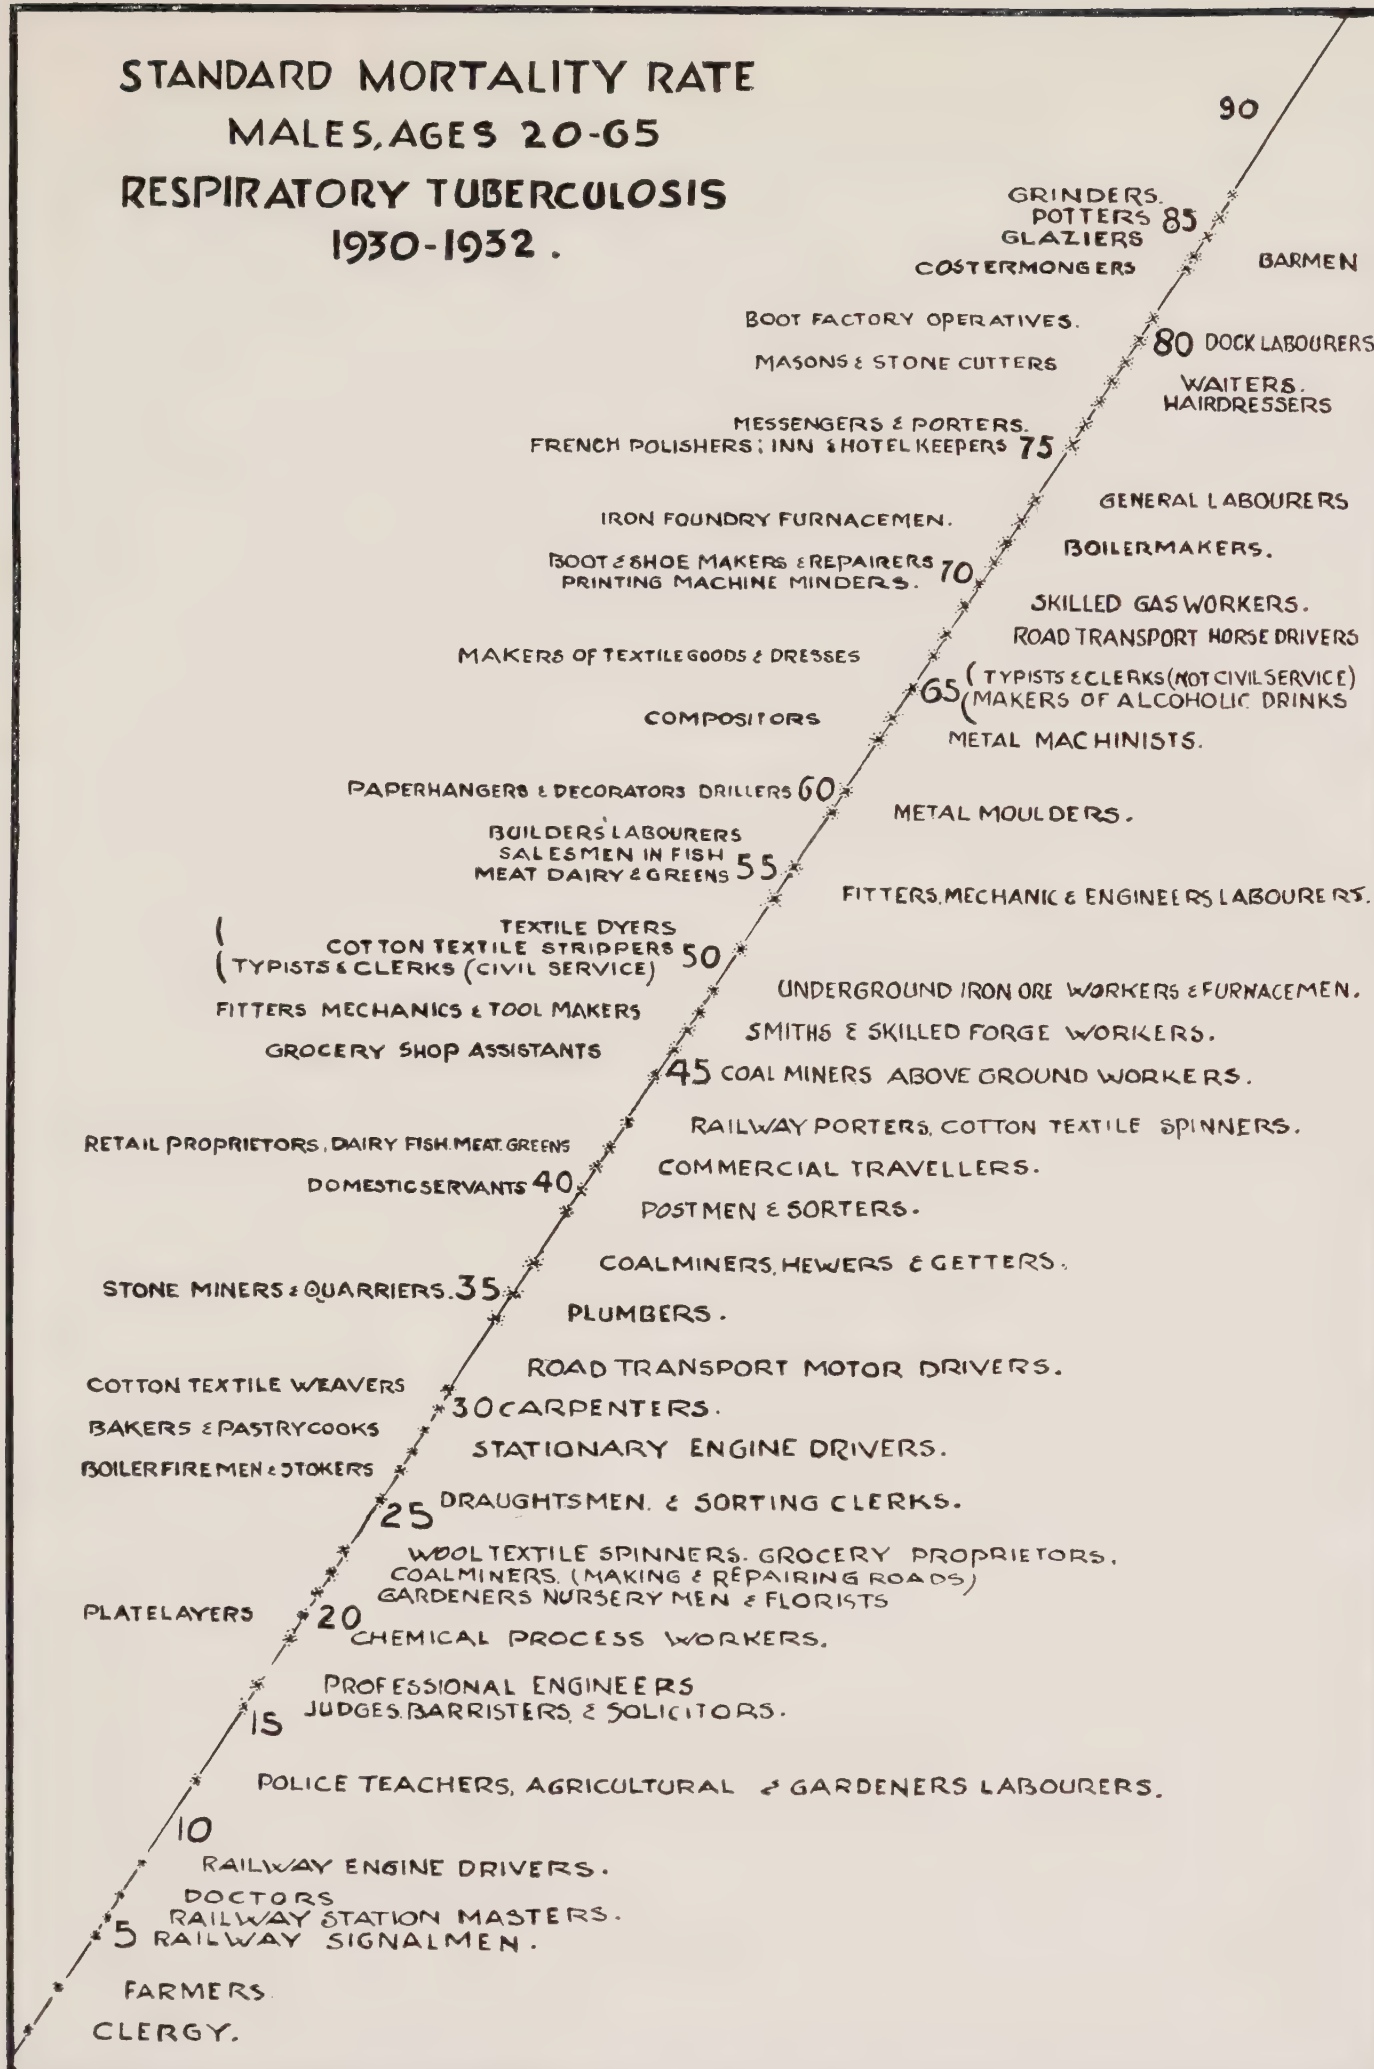 STANDARD MORTALITY RATE
MALES, AGES 20-65
RESPIRATORY TUBERCULOSIS
1930-1932.
90
GRINDERS.
POTTERS 85
GLAZIERS
COSTERMONGERS
BARMEN
BOOT FACTORY OPERATIVES.
80 DOCK LABOURERS
MASONS & STONE CUTTERS
WAITERS.
HAIRDRESSERS
MESSENGERS & PORTERS.
FRENCH POLISHERS; INN & HOTEL KEEPERS 75
GENERAL LABOURERS
IRON FOUNDRY FURNACEMEN.
BOILERMAKERS.
BOOT & SHOE MAKERS & REPAIRERS 70
PRINTING MACHINE MINDERS.
SKILLED GAS WORKERS.
ROAD TRANSPORT HORSE DRIVERS
MAKERS OF TEXTILE GOODS & DRESSES
65 (TYPISTS & CLERKS (NOT CIVIL SERVICE)
(MAKERS OF ALCOHOLIC DRINKS
COMPOSITORS
METAL MACHINISTS.
PAPERHANGERS & DECORATORS DRILLERS 60
METAL MOULDERS.
BUILDERS' LABOURERS
SALESMEN IN FISH
MEAT DAIRY & GREENS 55
FITTERS, MECHANIC & ENGINEERS LABOURERS.
( TEXTILE DYERS
COTTON TEXTILE STRIPPERS 50
(TYPISTS & CLERKS (CIVIL SERVICE)
UNDERGROUND IRON ORE WORKERS & FURNACEMEN.
FITTERS MECHANICS & TOOL MAKERS
SMITHS & SKILLED FORGE WORKERS.
GROCERY SHOP ASSISTANTS
45 COAL MINERS ABOVE GROUND WORKERS.
RAILWAY PORTERS, COTTON TEXTILE SPINNERS.
RETAIL PROPRIETORS, DAIRY FISH. MEAT. GREENS
COMMERCIAL TRAVELLERS.
DOMESTIC SERVANTS 40
POSTMEN & SORTERS.
COALMINERS, HEWERS & GETTERS.
STONE MINERS & QUARRIERS. 35
PLUMBERS.
ROAD TRANSPORT MOTOR DRIVERS.
COTTON TEXTILE WEAVERS
30 CARPENTERS.
BAKERS & PASTRYCOOKS
STATIONARY ENGINE DRIVERS.
BOILER FIREMEN & STOKERS
25 DRAUGHTSMEN. & SORTING CLERKS.
WOOL TEXTILE SPINNERS. GROCERY PROPRIETORS.
COALMINERS. (MAKING & REPAIRING ROADS)
GARDENERS NURSERY MEN & FLORISTS
PLATELAYERS 20
CHEMICAL PROCESS WORKERS.
PROFESSIONAL ENGINEERS
15 JUDGES, BARRISTERS, & SOLICITORS.
POLICE TEACHERS, AGRICULTURAL & GARDENERS LABOURERS.
10
RAILWAY ENGINE DRIVERS.
DOCTORS
RAILWAY STATION MASTERS.
5 RAILWAY SIGNALMEN.
FARMERS
CLERGY.